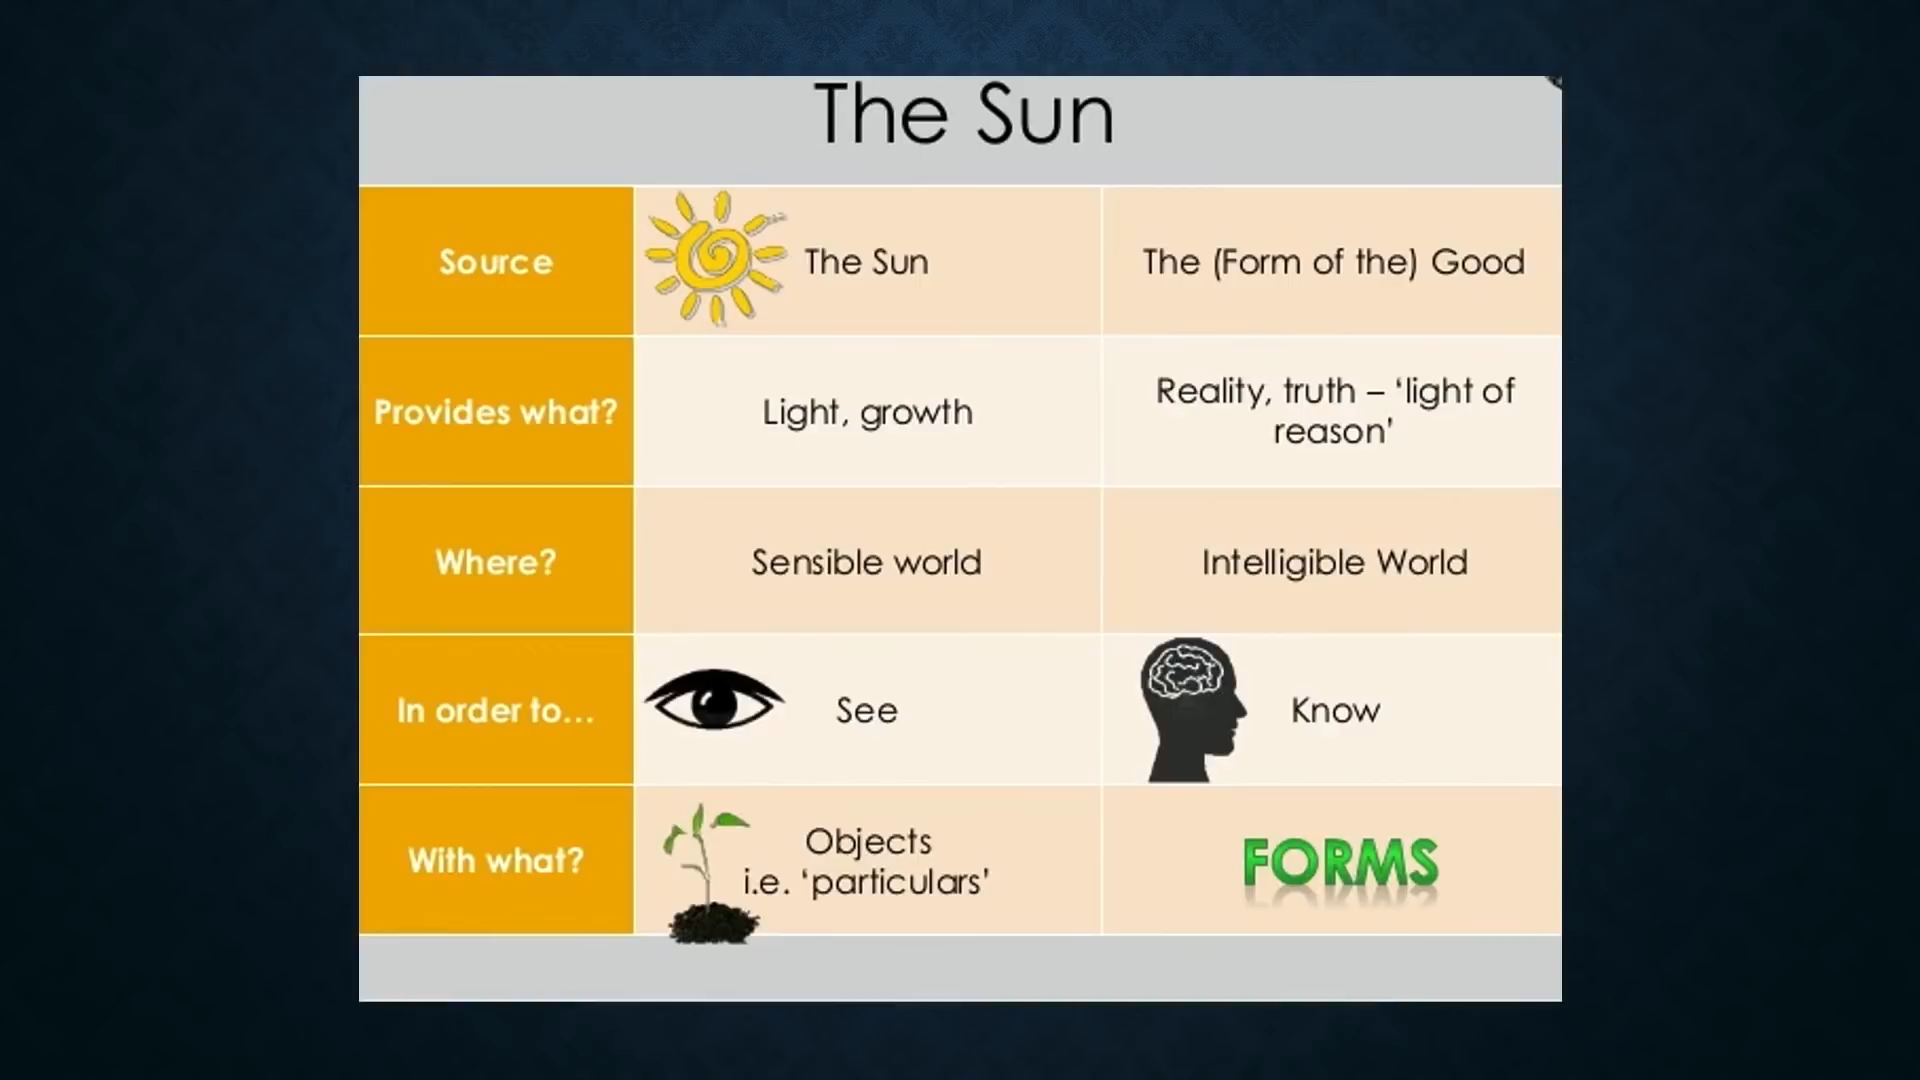 The Sun
Source
The Sun
The (Form of the) Good
Provides what?
Light, growth
Reality, truth – ‘light of
reason’
Where?
Sensible world
Intelligible World
In order to...
See
Know
With what?
Objects
i.e. ‘particulars’
FORMS